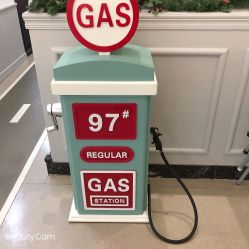 GAS
97#
REGULAR
GAS
STATION
BeautyCam